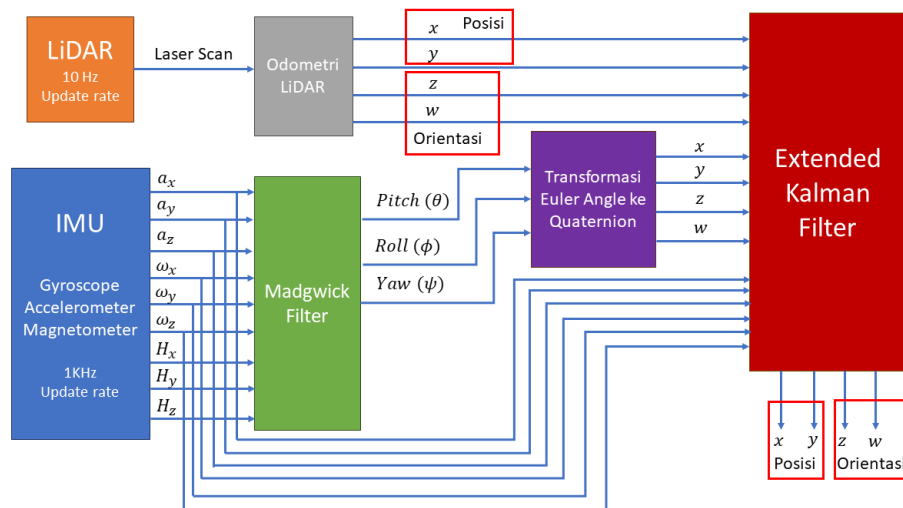 LiDAR
10 Hz
Update rate
Laser Scan
Odometri
LiDAR
x
Posisi
y
z
w
Orientasi
IMU
Gyroscope
Accelerometer
Magnetometer
1KHz
Update rate
a_x
a_y
a_z
ω_x
ω_y
ω_z
H_x
H_y
H_z
Madgwick
Filter
Pitch (θ)
Roll (ϕ)
Yaw (ψ)
Transformasi
Euler Angle ke
Quaternion
x
y
z
w
Extended
Kalman
Filter
x y
Posisi
z w
Orientasi